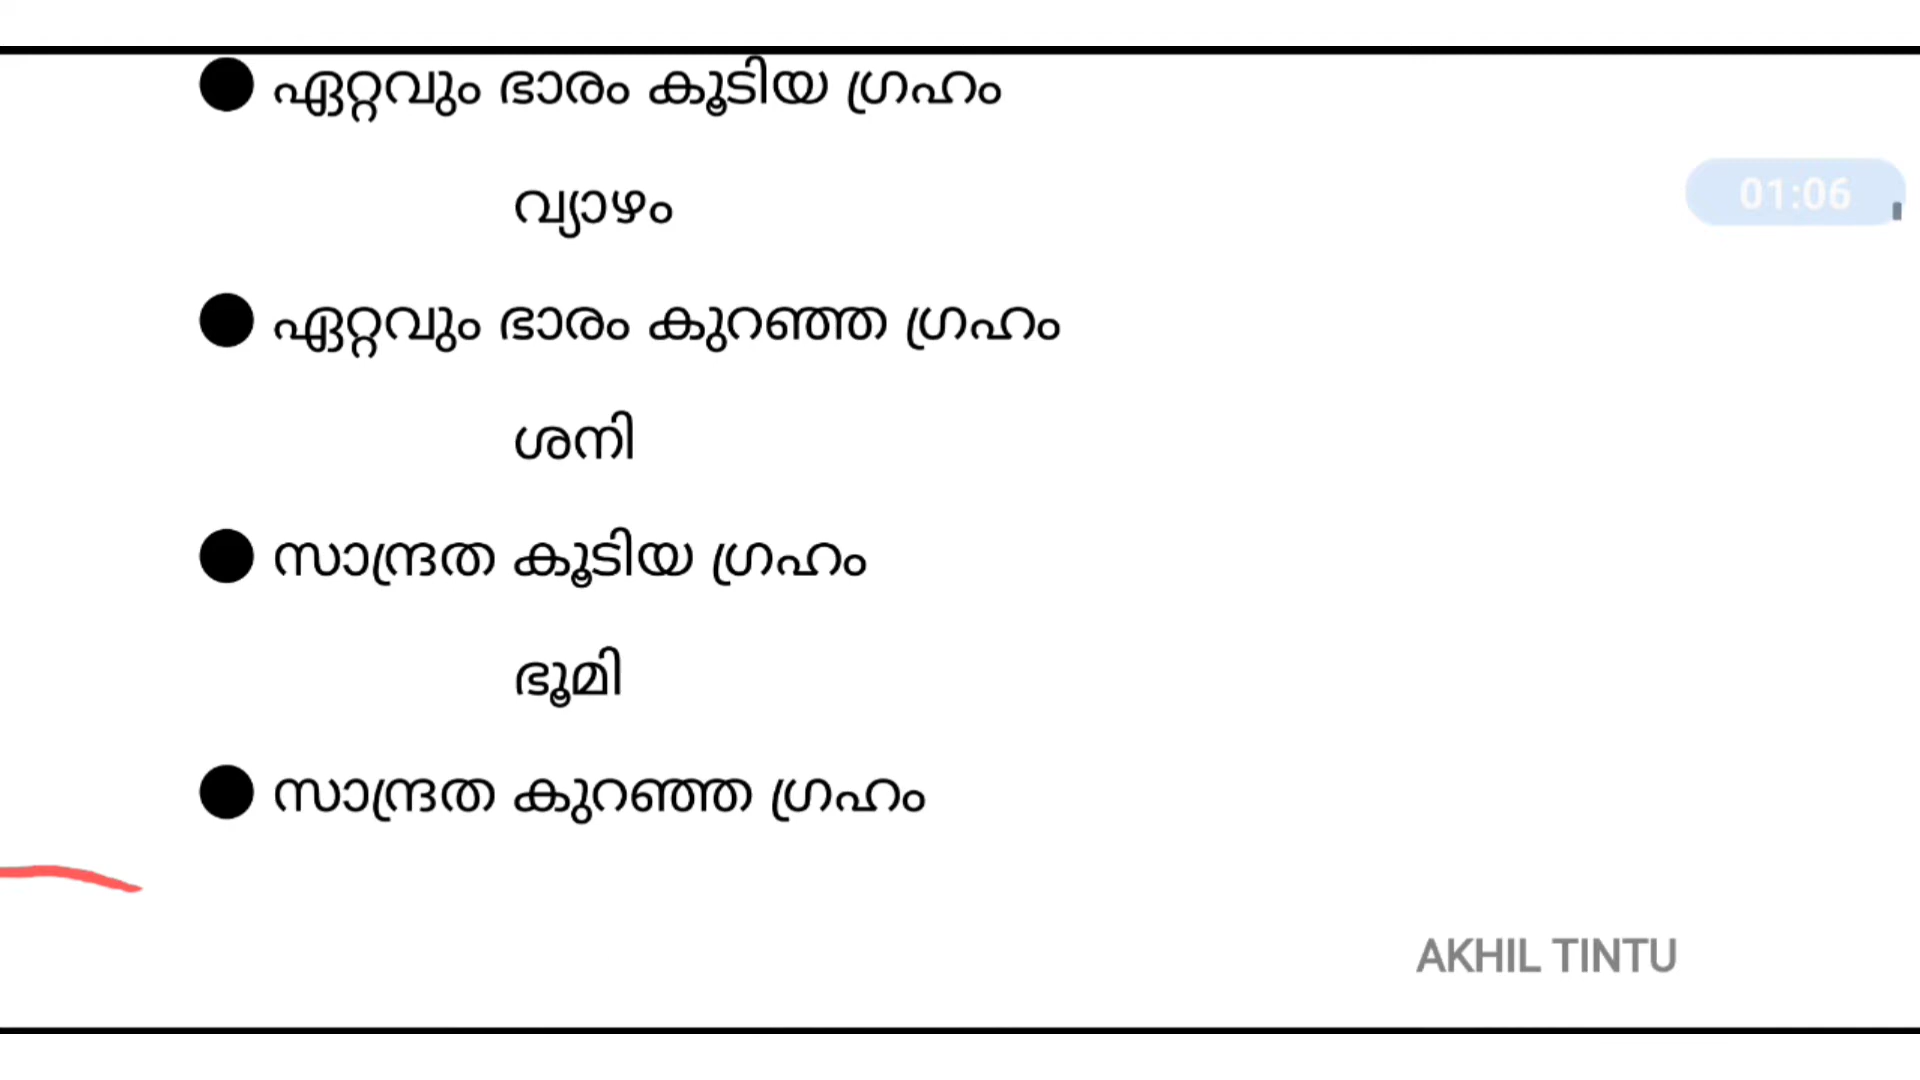 ● ഏറ്റവും ഭാരം കൂടിയ ഗ്രഹം
വ്യാഴം
01:06
● ഏറ്റവും ഭാരം കുറഞ്ഞ ഗ്രഹം
ശനി
● സാന്ദ്രത കൂടിയ ഗ്രഹം
ഭൂമി
● സാന്ദ്രത കുറഞ്ഞ ഗ്രഹം
AKHIL TINTU